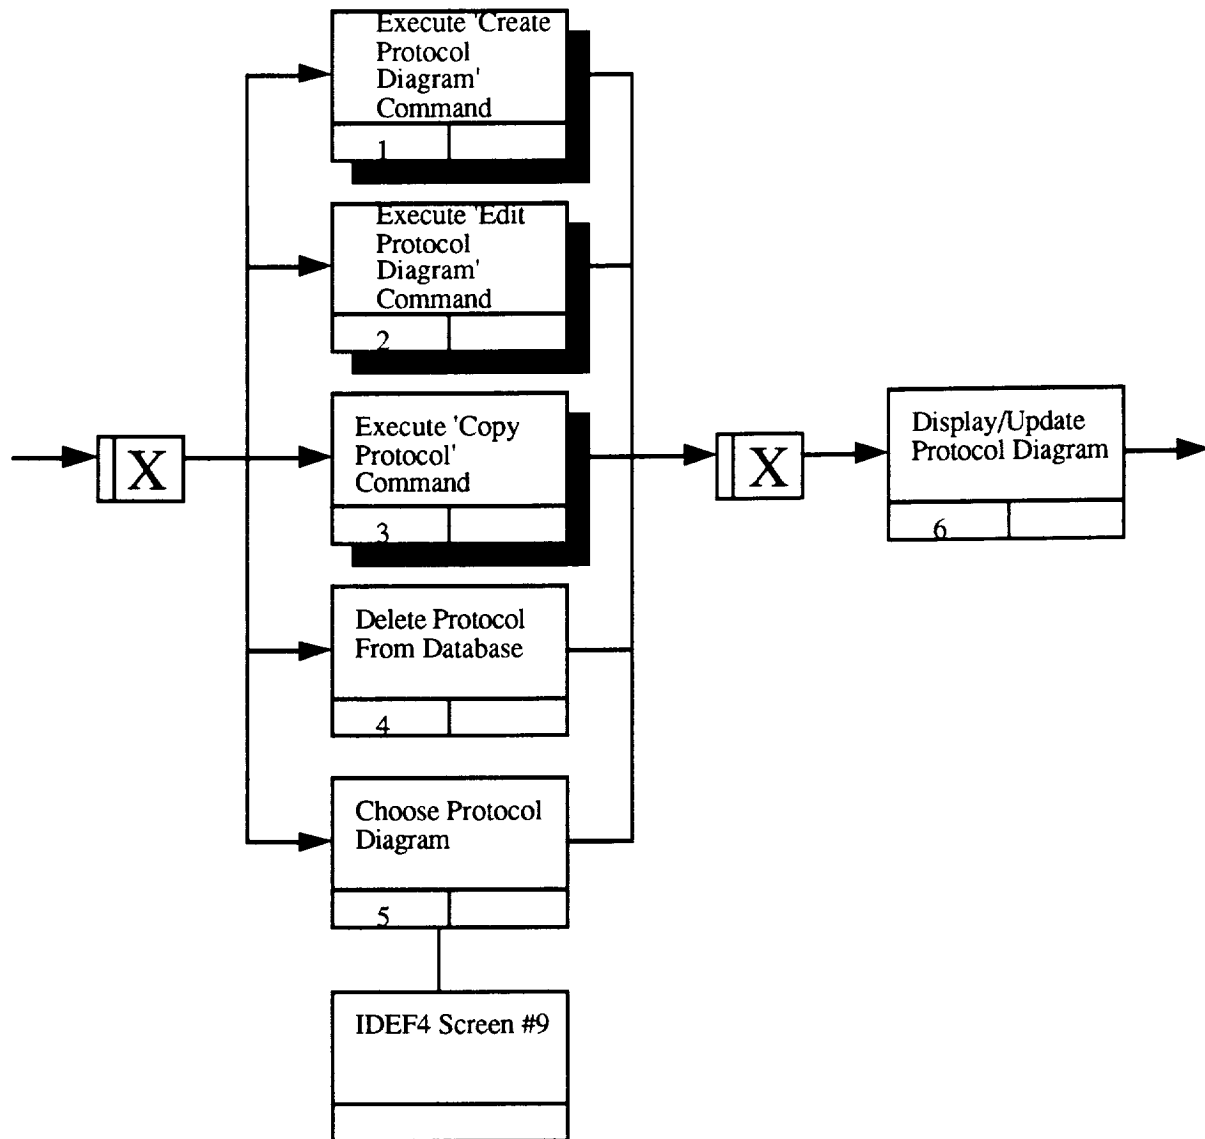 Execute 'Create
Protocol
Diagram'
Command
1
Execute 'Edit
Protocol
Diagram'
Command
2
X
Execute 'Copy
Protocol'
Command
3
X
Display/Update
Protocol Diagram
6
Delete Protocol
From Database
4
Choose Protocol
Diagram
5
IDEF4 Screen #9